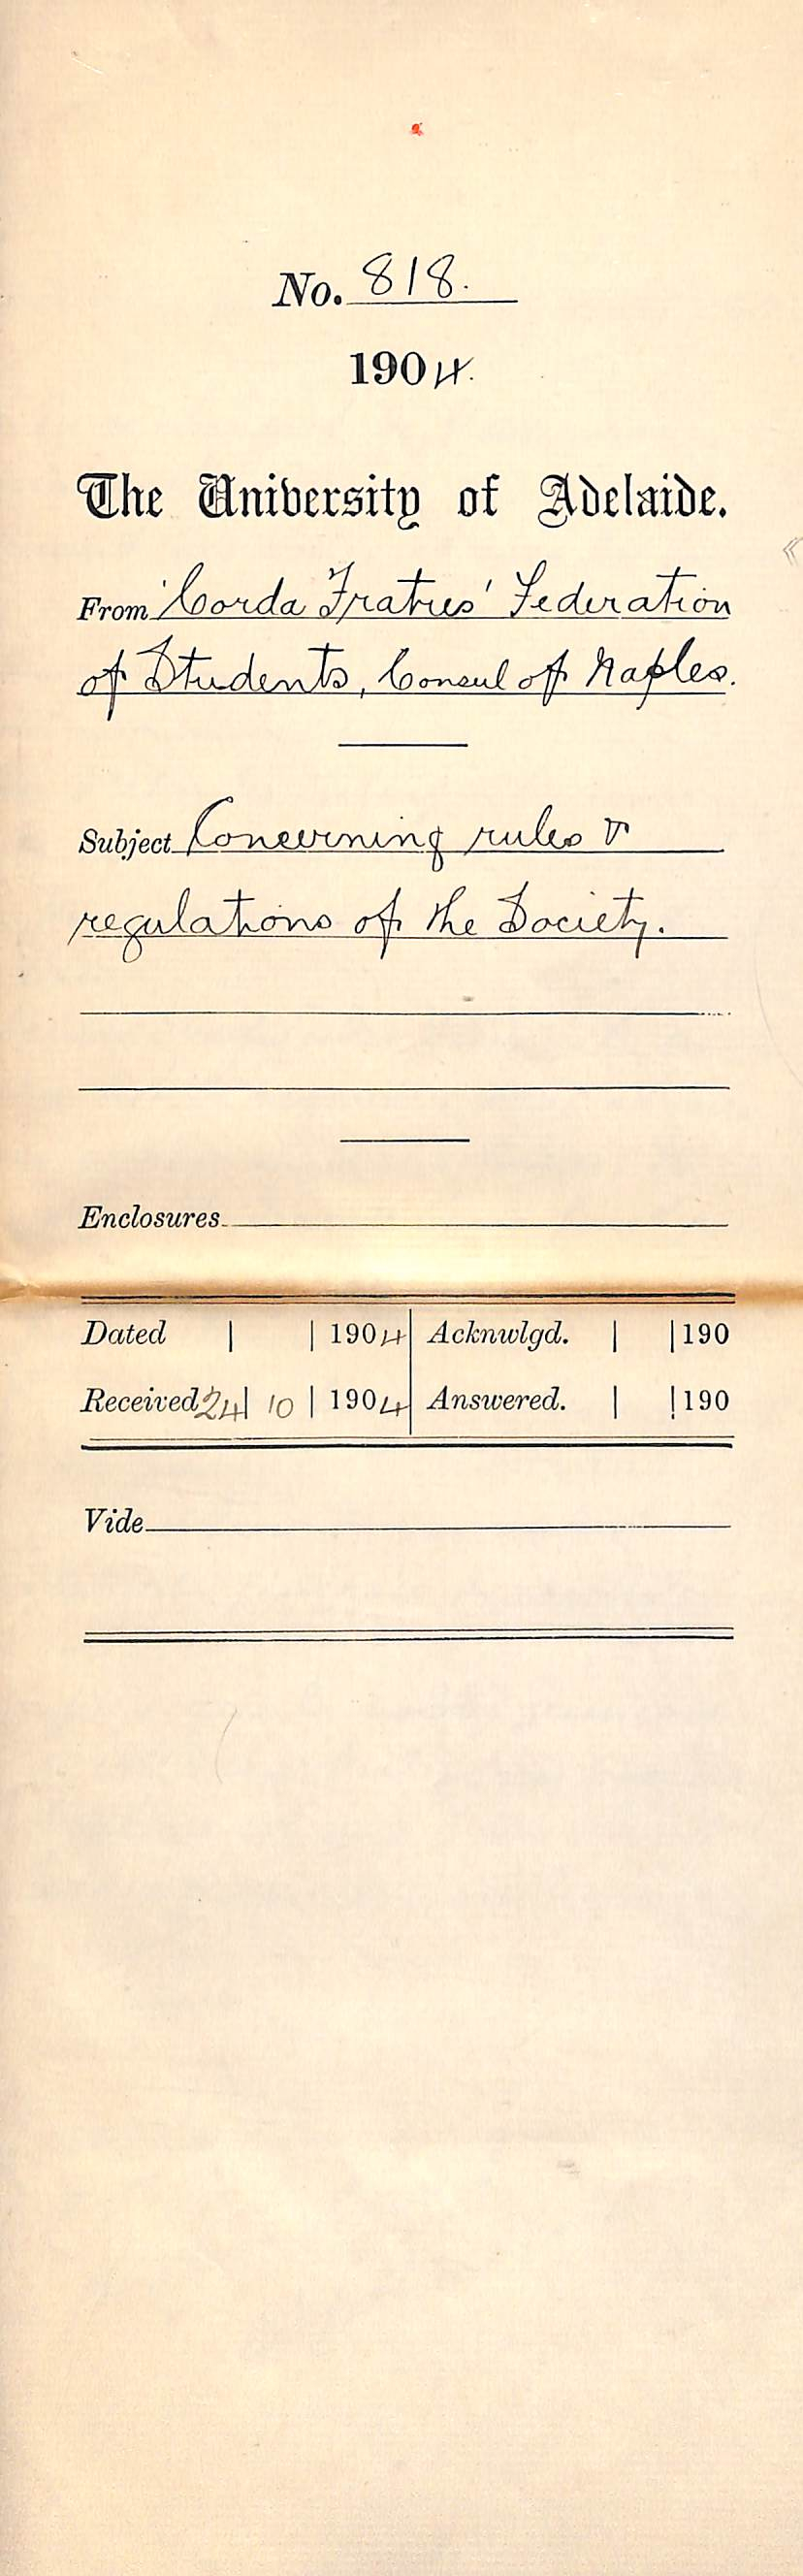 No. 818.
1904.
The University of Adelaide.
From 'Corda Fratres' Federation
of Students, Consul of Naples.
Subject Concerning rules &
regulations of the Society.
Enclosures
Dated | | 1904 Acknwlgd. | | 190
Received 24 | 10 | 1904 Answered. | | 190
Vide